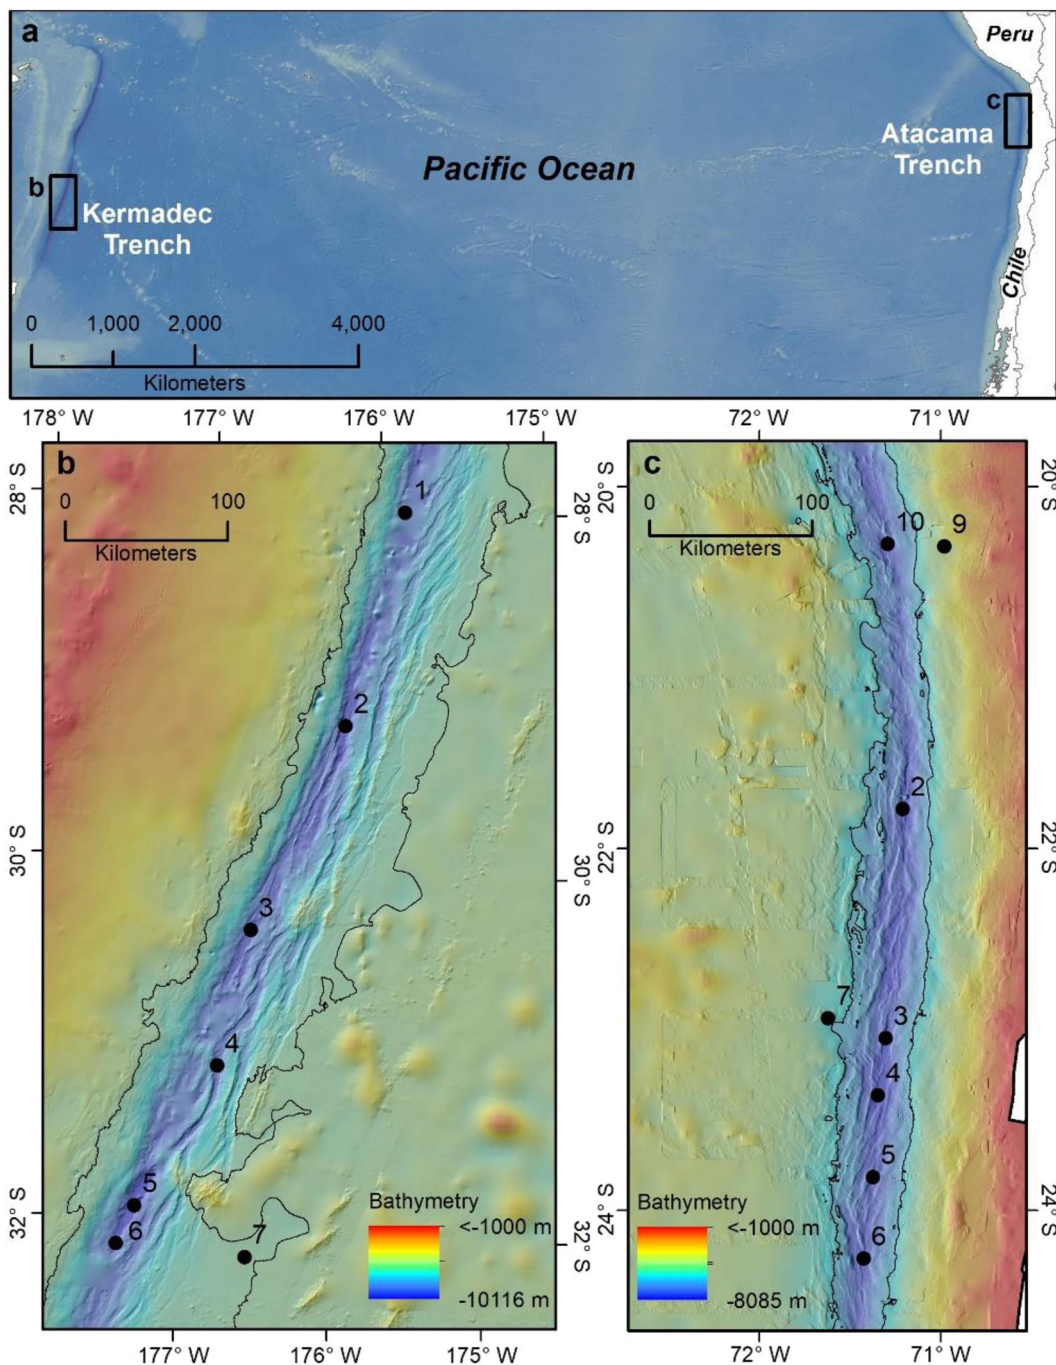 a
Peru
c
Atacama
Trench
Pacific Ocean
b
Kermadec
Trench
Chile
0 1,000 2,000 4,000
Kilometers
178° W 177° W 176° W 175° W 72° W 71° W
b
28° S
0 100
Kilometers
1
28° S
2
30° S
30° S
3
4
5
32° S
6
7
32° S
Bathymetry
<-1000 m
-10116 m
177° W 176° W 175° W
c
20° S
0 100
Kilometers
20° S
10 9
2
22° S
22° S
7
3
4
5
24° S
24° S
6
Bathymetry
<-1000 m
-8085 m
72° W 71° W